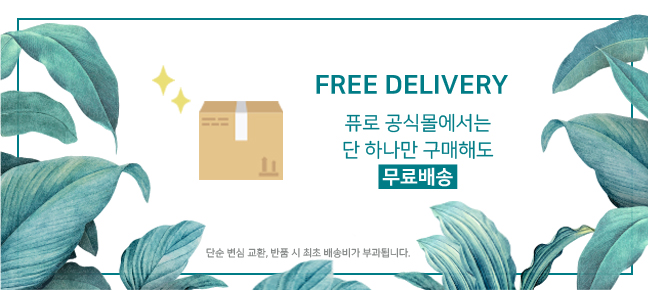 FREE DELIVERY
퓨로 공식몰에서는
단 하나만 구매해도
무료배송
단순 변심 교환, 반품 시 최초 배송비가 부과됩니다.